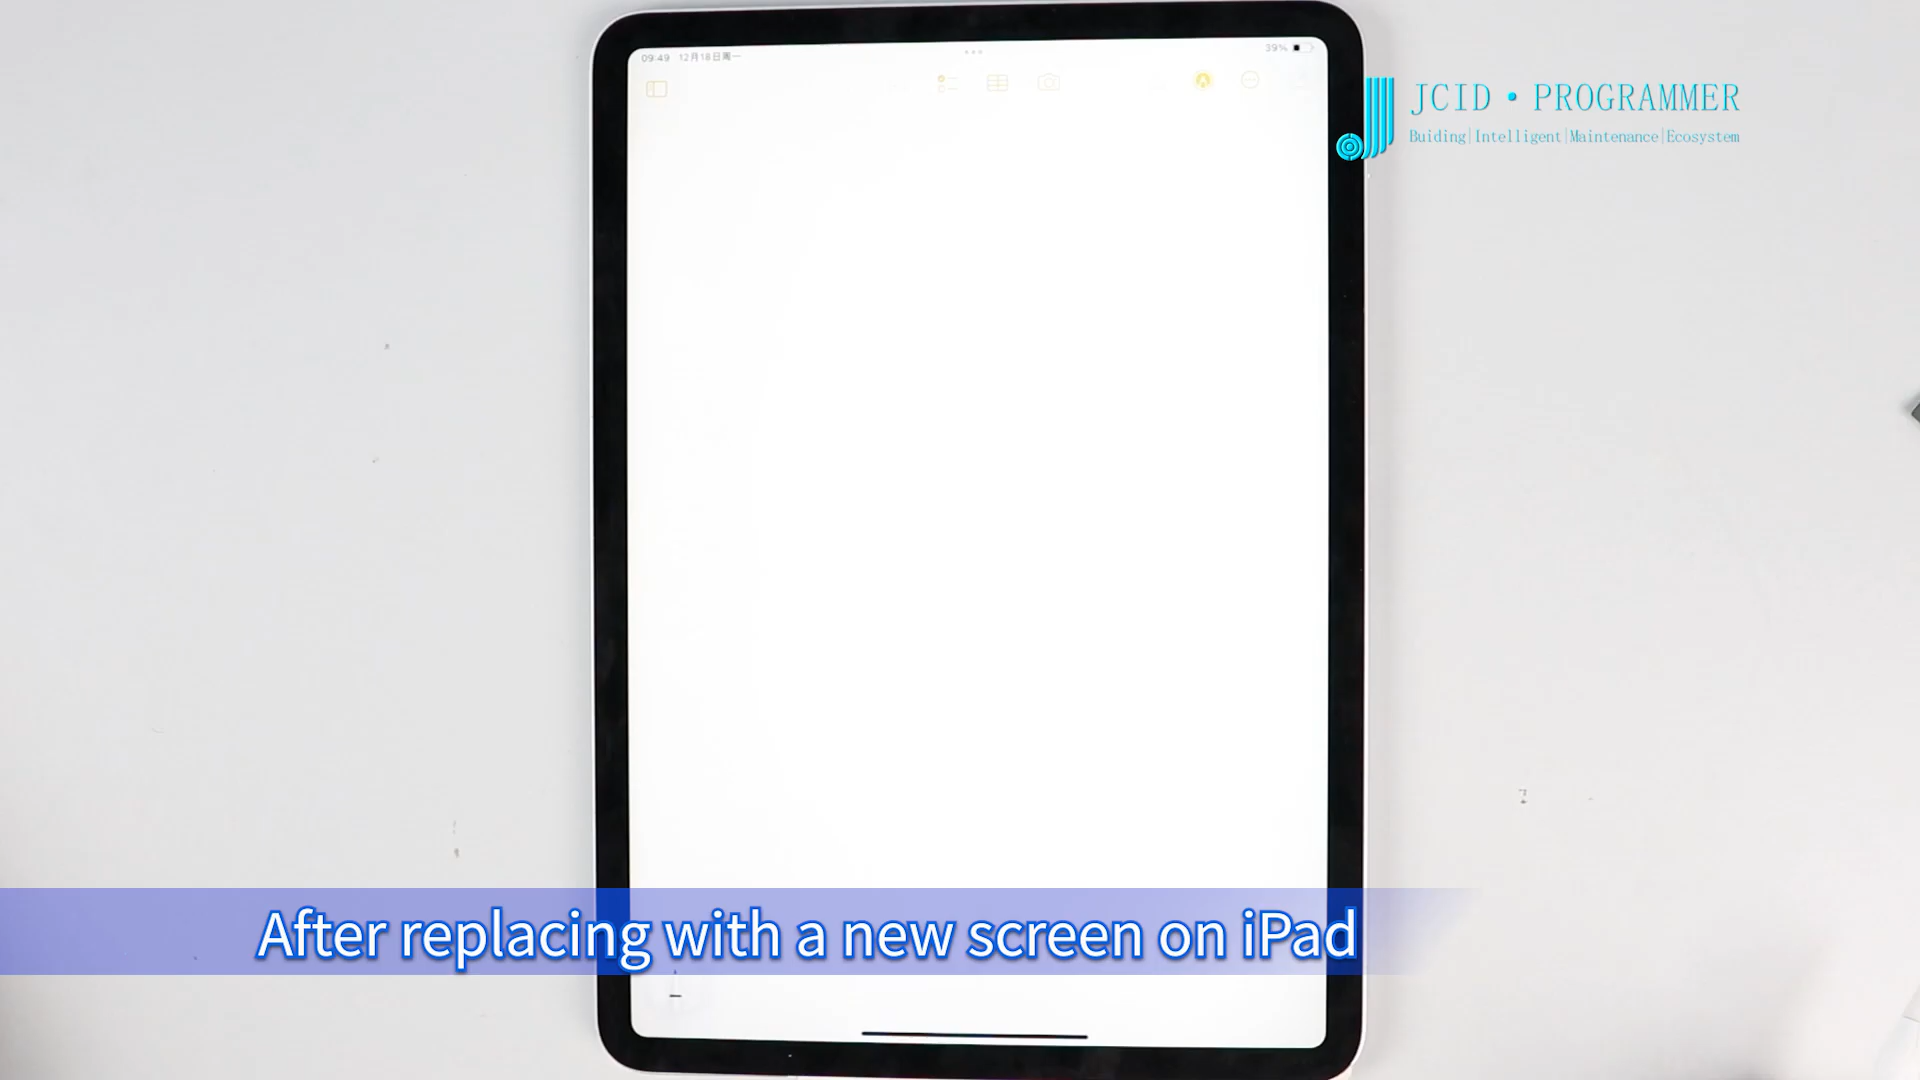 09:49 12月18日周一
39%
JCID·PROGRAMMER
Buiding|Intelligent|Maintenance|Ecosystem
After replacing with a new screen on iPad